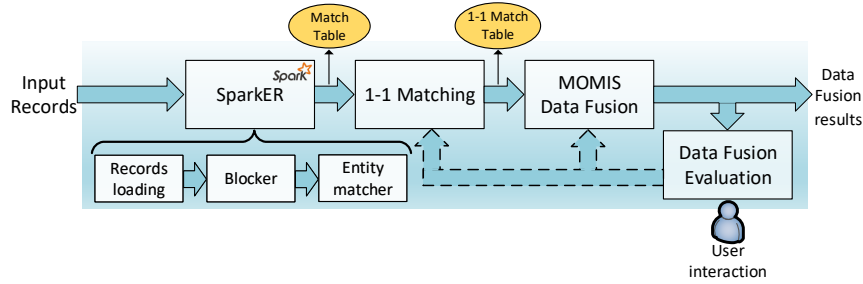 Match
Table
1-1 Match
Table
Input
Records
Spark
SparkER
1-1 Matching
MOMIS
Data Fusion
Data
Fusion
results
Records
loading
Blocker
Entity
matcher
Data Fusion
Evaluation
User
interaction